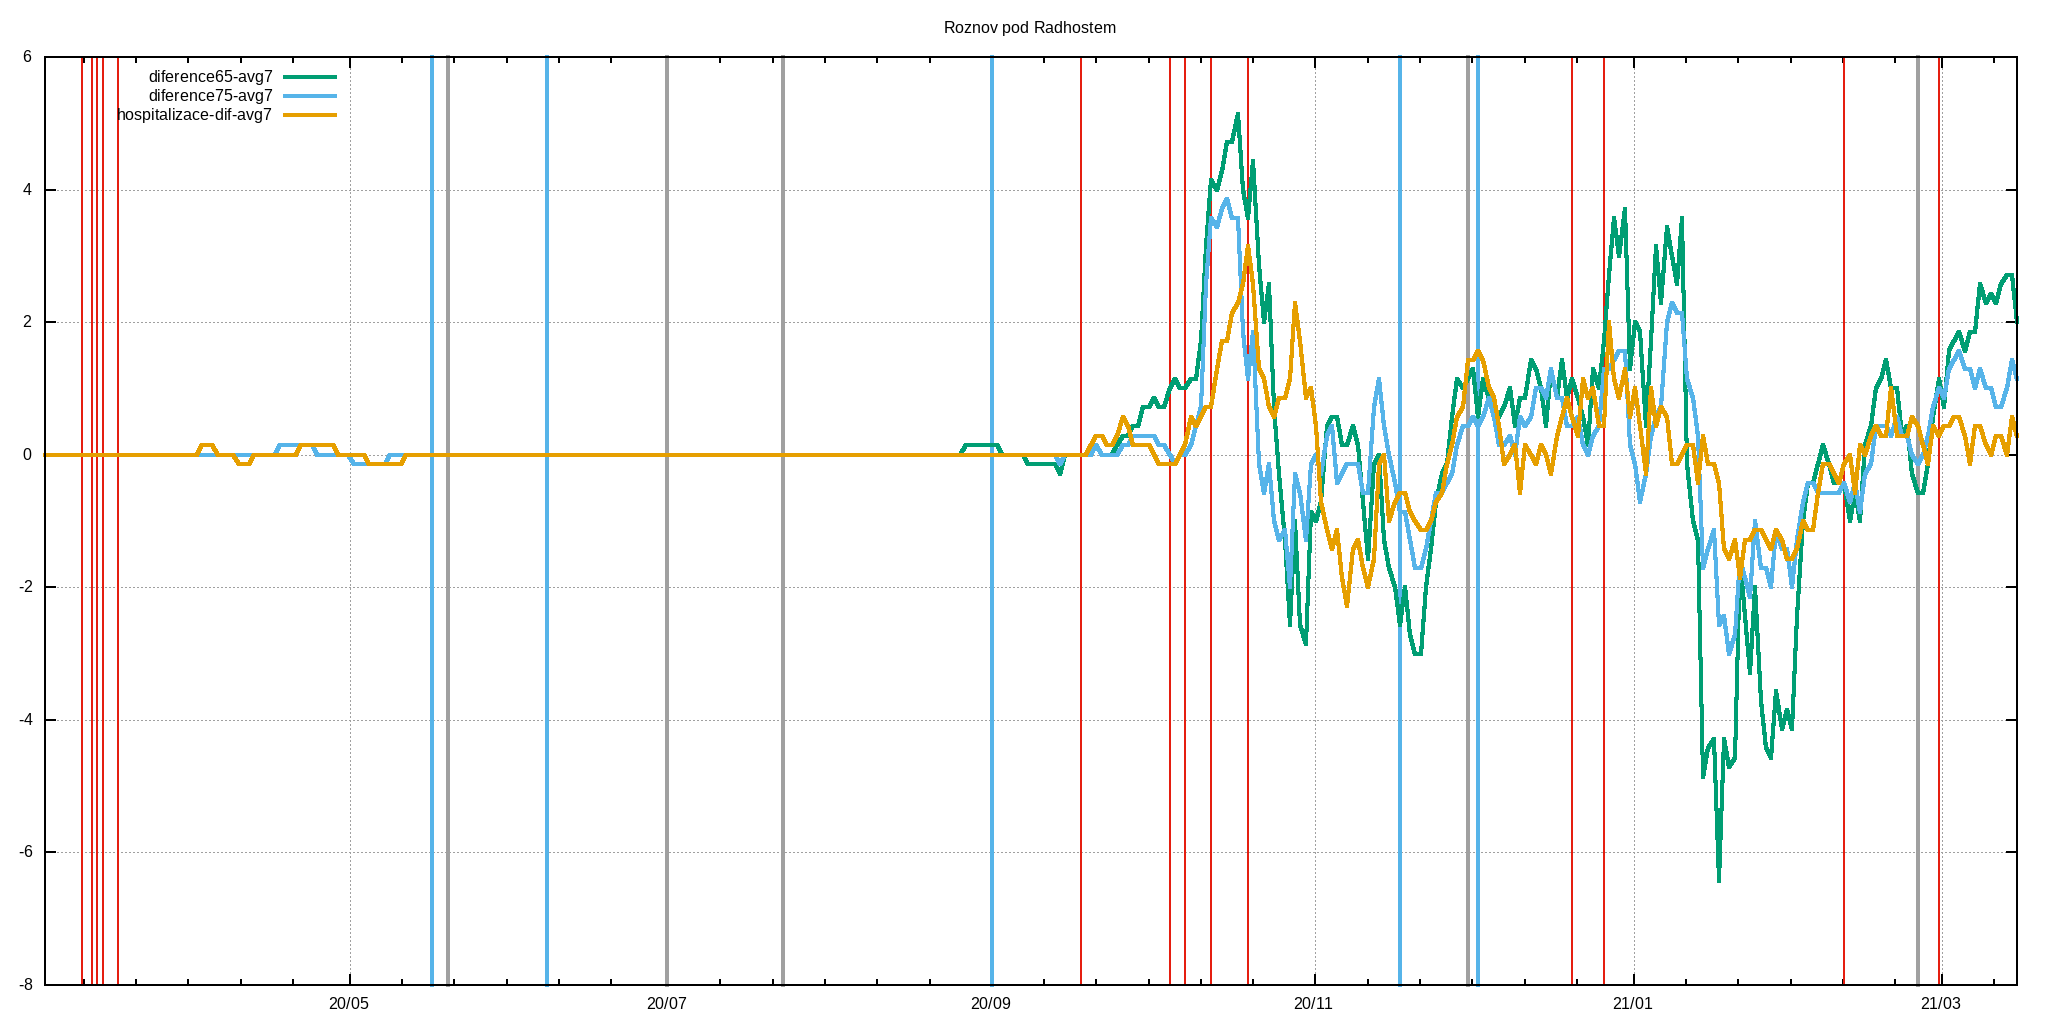 Roznov pod Radhostem
6
diference65-avg7
diference75-avg7
hospitalizace-dif-avg7
4
2
0
-2
-4
-6
-8
20/05 20/07 20/09 20/11 21/01 21/03